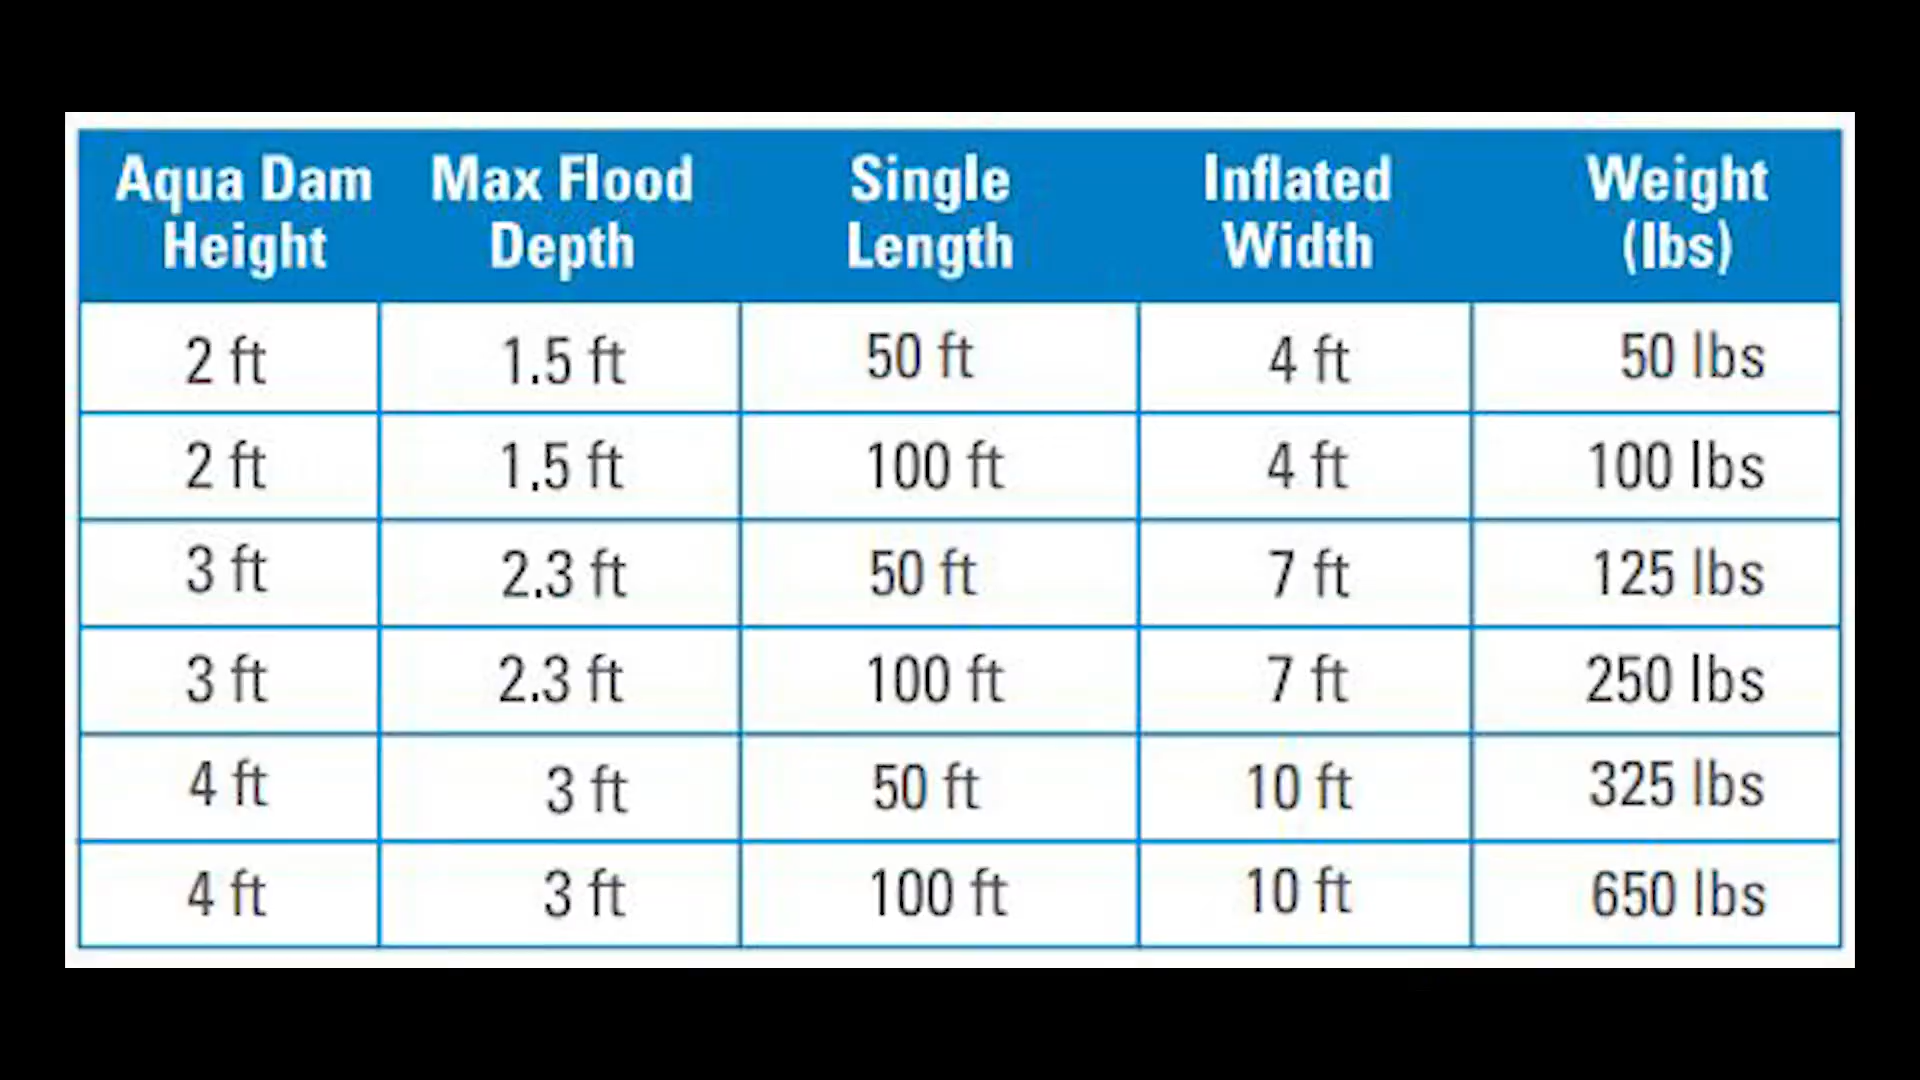 Aqua Dam Height Max Flood Depth Single Length Inflated Width Weight (lbs)
2 ft 1.5 ft 50 ft 4 ft 50 lbs
2 ft 1.5 ft 100 ft 4 ft 100 lbs
3 ft 2.3 ft 50 ft 7 ft 125 lbs
3 ft 2.3 ft 100 ft 7 ft 250 lbs
4 ft 3 ft 50 ft 10 ft 325 lbs
4 ft 3 ft 100 ft 10 ft 650 lbs